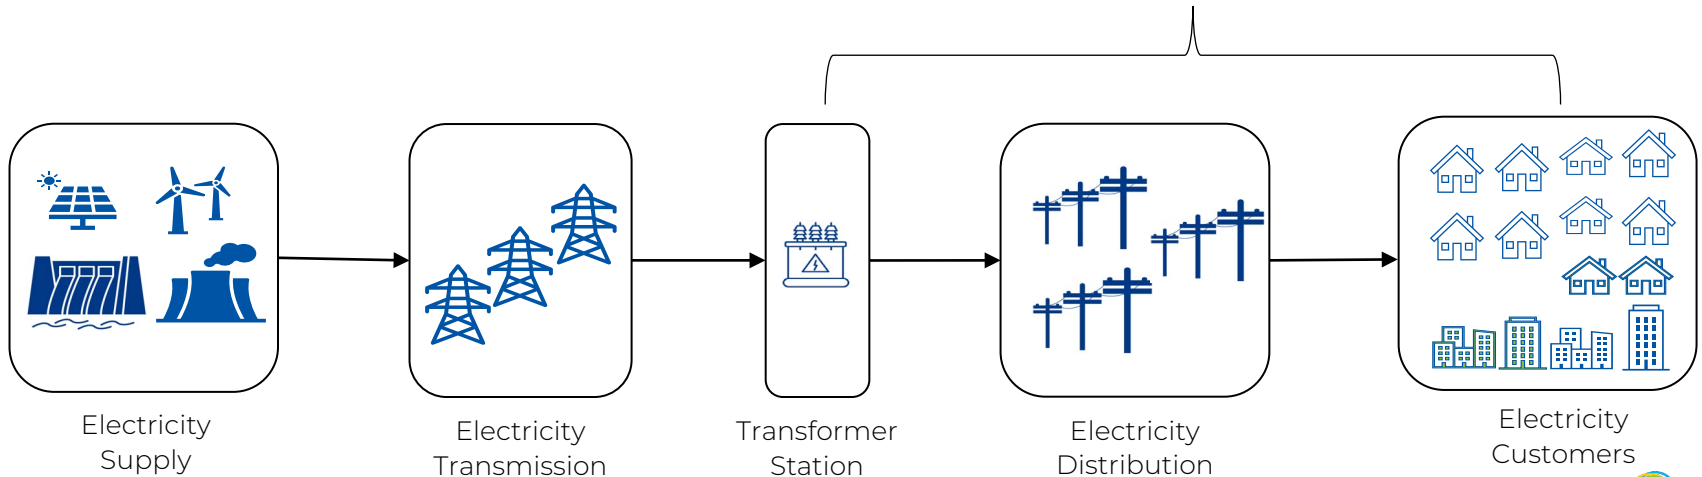 Electricity
Supply
Electricity
Transmission
Transformer
Station
Electricity
Distribution
Electricity
Customers